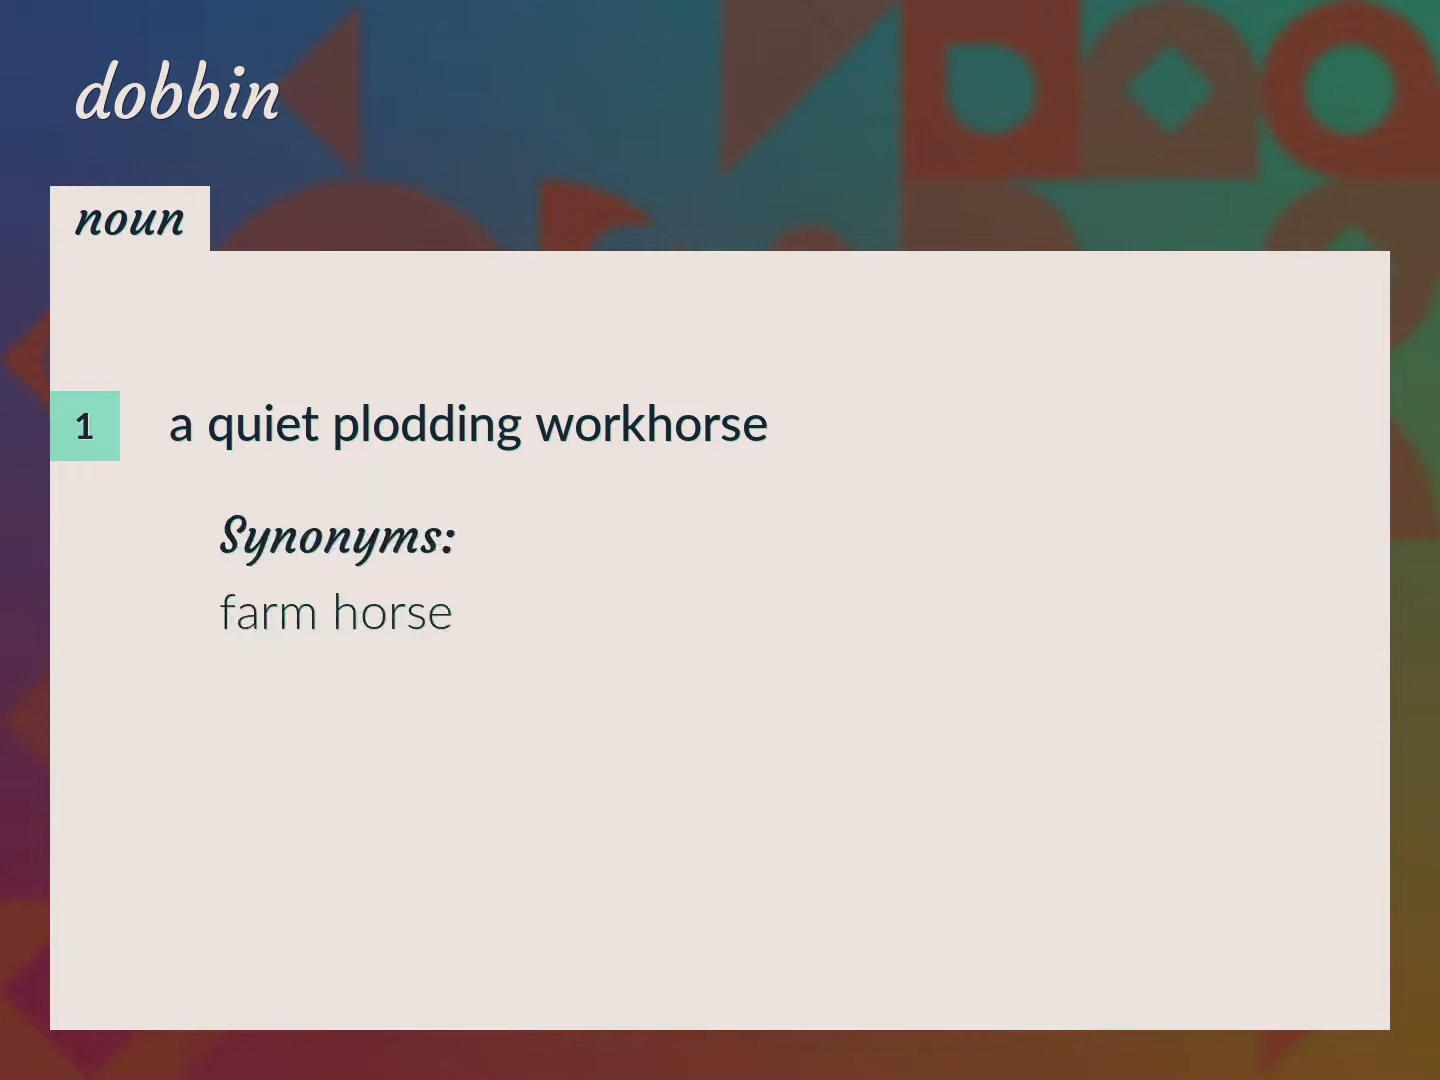 dobbin
noun
1 a quiet plodding workhorse
Synonyms:
farm horse